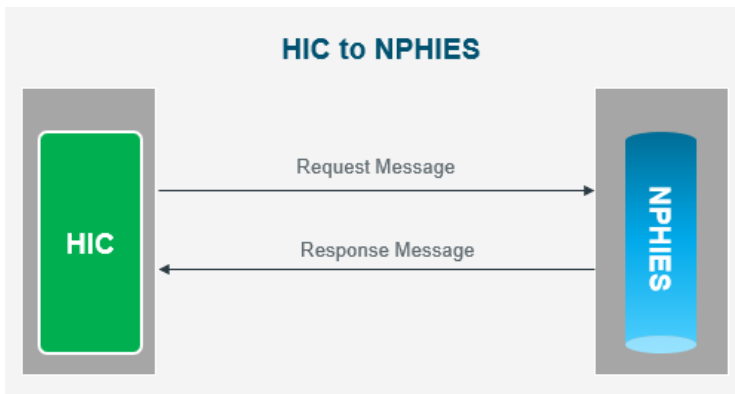 HIC to NPHIES
Request Message
HIC
NPHIES
Response Message